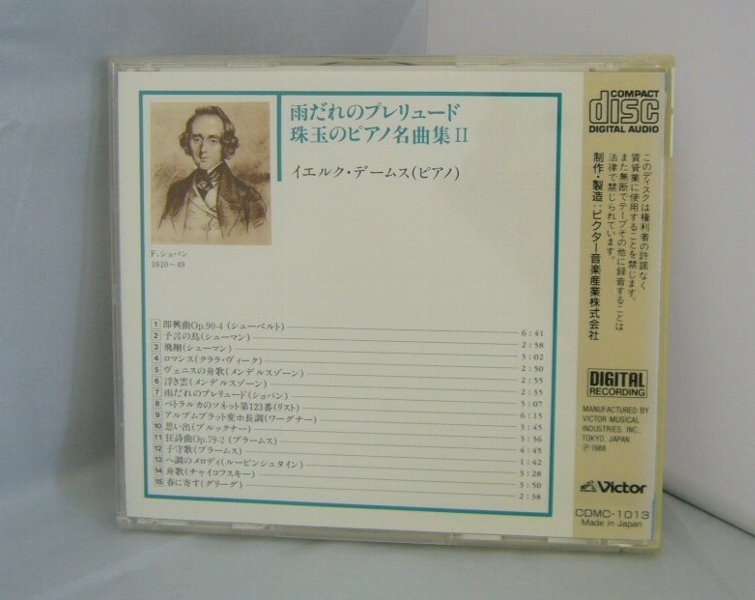 雨だれのプレリュード
珠玉のピアノ名曲集II
イエルク・デームス(ピアノ)
F.ショパン
1810〜49
1 即興曲Op.90-4 (シューベルト) 6:41
2 予言の鳥(シューマン) 2:58
3 飛翔(シューマン) 3:02
4 ロマンス(クララ・ヴィーク) 2:50
5 ヴェニスの舟歌(メンデルスゾーン) 2:55
6 浮き雲(メンデルスゾーン) 2:35
7 雨だれのプレリュード(ショパン) 5:07
8 ペトラルカのソネット第123番(リスト) 6:15
9 アルブムブラット変ホ長調(ワーグナー) 3:45
10 思い出(ブルックナー) 3:36
11 狂詩曲Op.79-2 (ブラームス) 4:45
12 子守歌(ブラームス) 1:42
13 ヘ調のメロディ(ルービンシュタイン) 3:28
14 舟歌(チャイコフスキー) 3:50
15 春に寄す(グリーグ) 2:38
COMPACT
disc
DIGITAL AUDIO
このディスクは権利者の許諾なく
賃貸業に使用することを禁じます。
また無断でテープその他に録音することは
法律で禁じられています。
制作・製造:ビクター音楽産業株式会社
DIGITAL
RECORDING
MANUFACTURED BY
VICTOR MUSICAL
INDUSTRIES, INC.
TOKYO, JAPAN
Ⓟ1988
Victor
CDMC-1013
Made in Japan